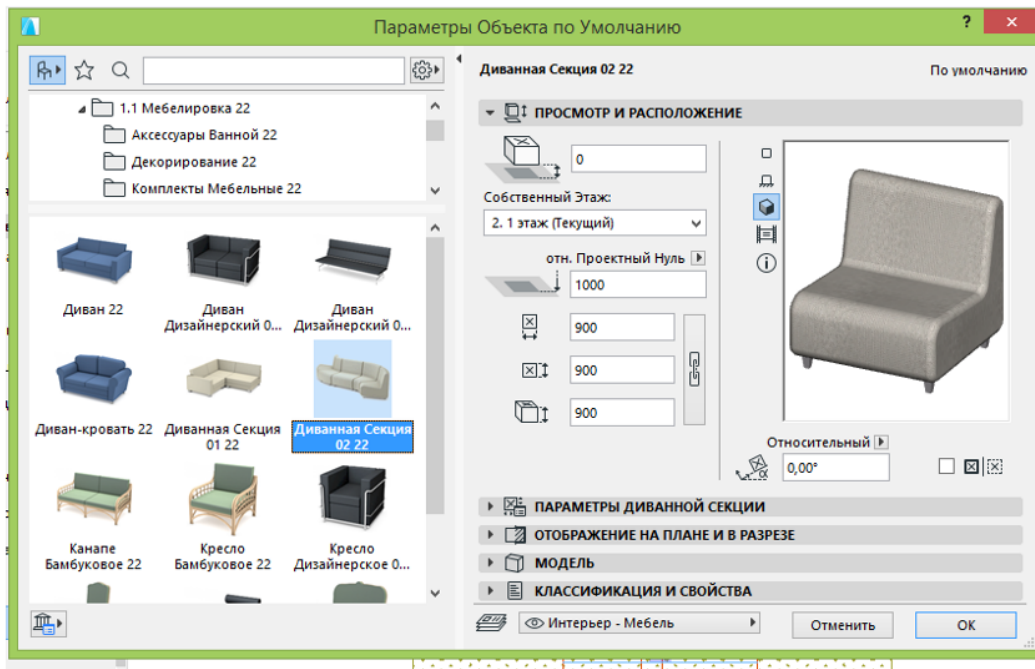 Параметры Объекта по Умолчанию
?
Диванная Секция 02 22
По умолчанию
1.1 Мебелировка 22
Аксессуары Ванной 22
Декорирование 22
Комплекты Мебельные 22
Диван 22
Диван
Дизайнерский 0...
Диван
Дизайнерский 0...
Диван-кровать 22
Диванная Секция
01 22
Диванная Секция
02 22
Канапе
Бамбуковое 22
Кресло
Бамбуковое 22
Кресло
Дизайнерское 0...
ПРОСМОТР И РАСПОЛОЖЕНИЕ
0
Собственный Этаж:
2. 1 этаж (Текущий)
отн. Проектный Нуль
1000
900
900
900
Относительный
α
0,00°
ПАРАМЕТРЫ ДИВАННОЙ СЕКЦИИ
ОТОБРАЖЕНИЕ НА ПЛАНЕ И В РАЗРЕЗЕ
МОДЕЛЬ
КЛАССИФИКАЦИЯ И СВОЙСТВА
Интерьер - Мебель
Отменить
ОК